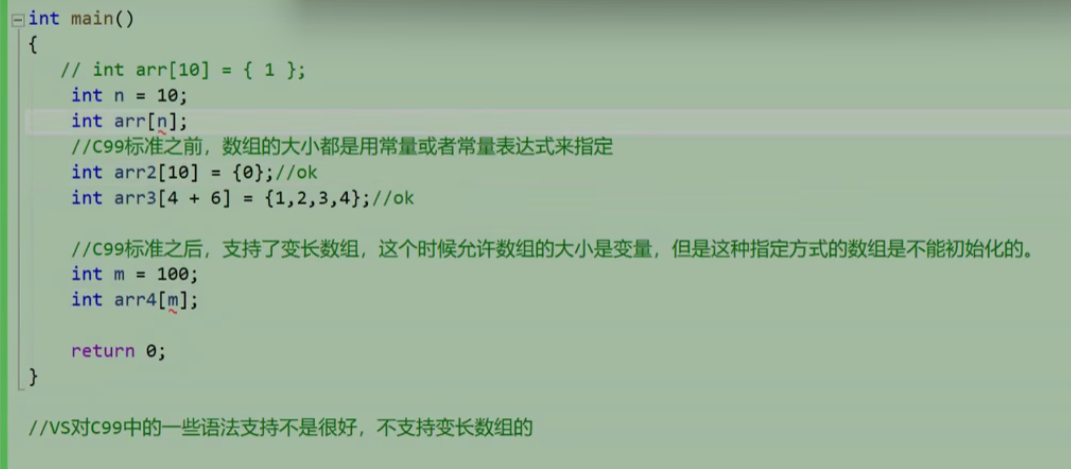 int main()
{
// int arr[10] = { 1 };
int n = 10;
int arr[n];
//C99标准之前，数组的大小都是用常量或者常量表达式来指定
int arr2[10] = {0};//ok
int arr3[4 + 6] = {1,2,3,4};//ok
//C99标准之后，支持了变长数组，这个时候允许数组的大小是变量，但是这种指定方式的数组是不能初始化的。
int m = 100;
int arr4[m];
return 0;
}
//VS对C99中的一些语法支持不是很好，不支持变长数组的